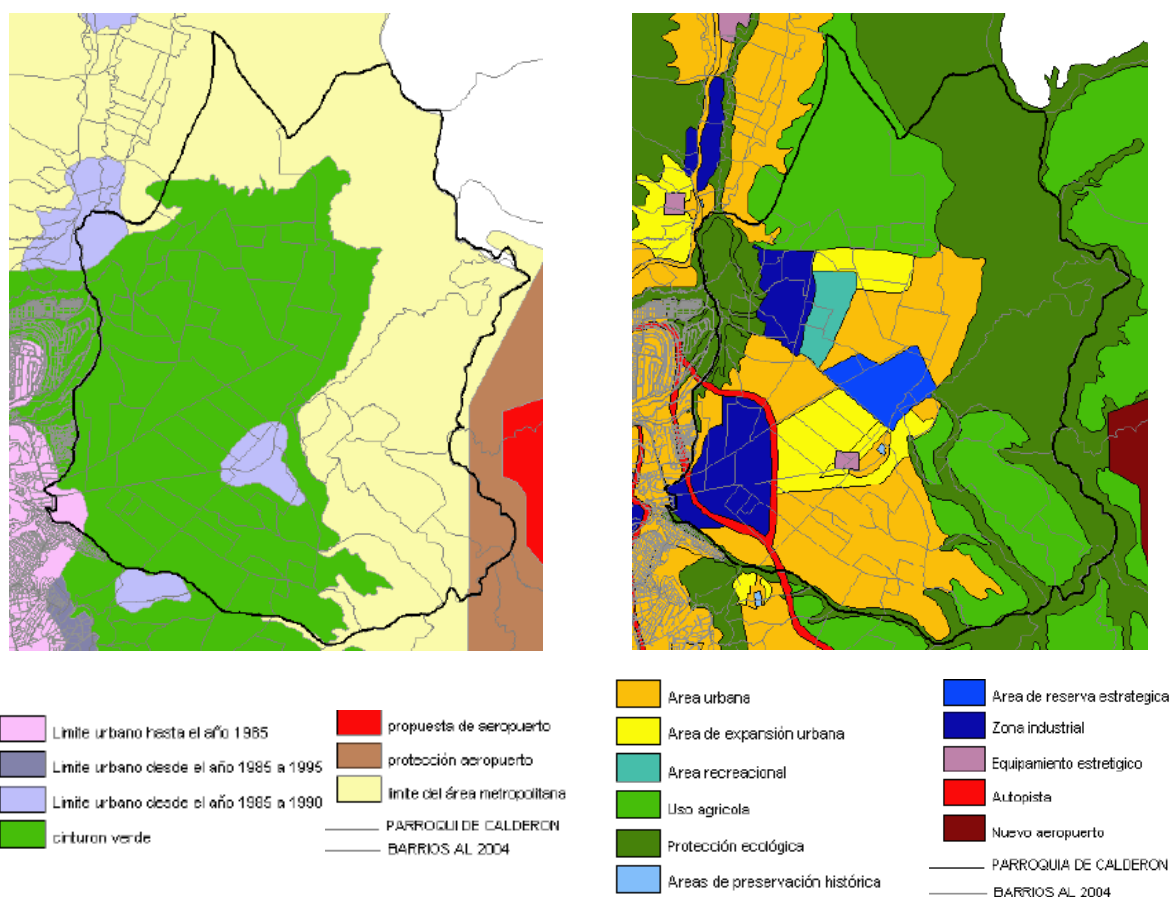 Limite urbano hasta el año 1985
Limite urbano desde el año 1985 a 1995
Limite urbano desde el año 1985 a 1990
cinturon verde
propuesta de aeropuerto
protección aeropuerto
limite del área metropolitana
PARROQUI DE CALDERON
BARRIOS AL 2004
Area urbana
Area de expansión urbana
Area recreacional
Uso agricola
Protección ecológica
Areas de preservación histórica
Area de reserva estrategica
Zona industrial
Equipamiento estretigico
Autopista
Nuevo aeropuerto
PARROQUIA DE CALDERON
BARRIOS AL 2004